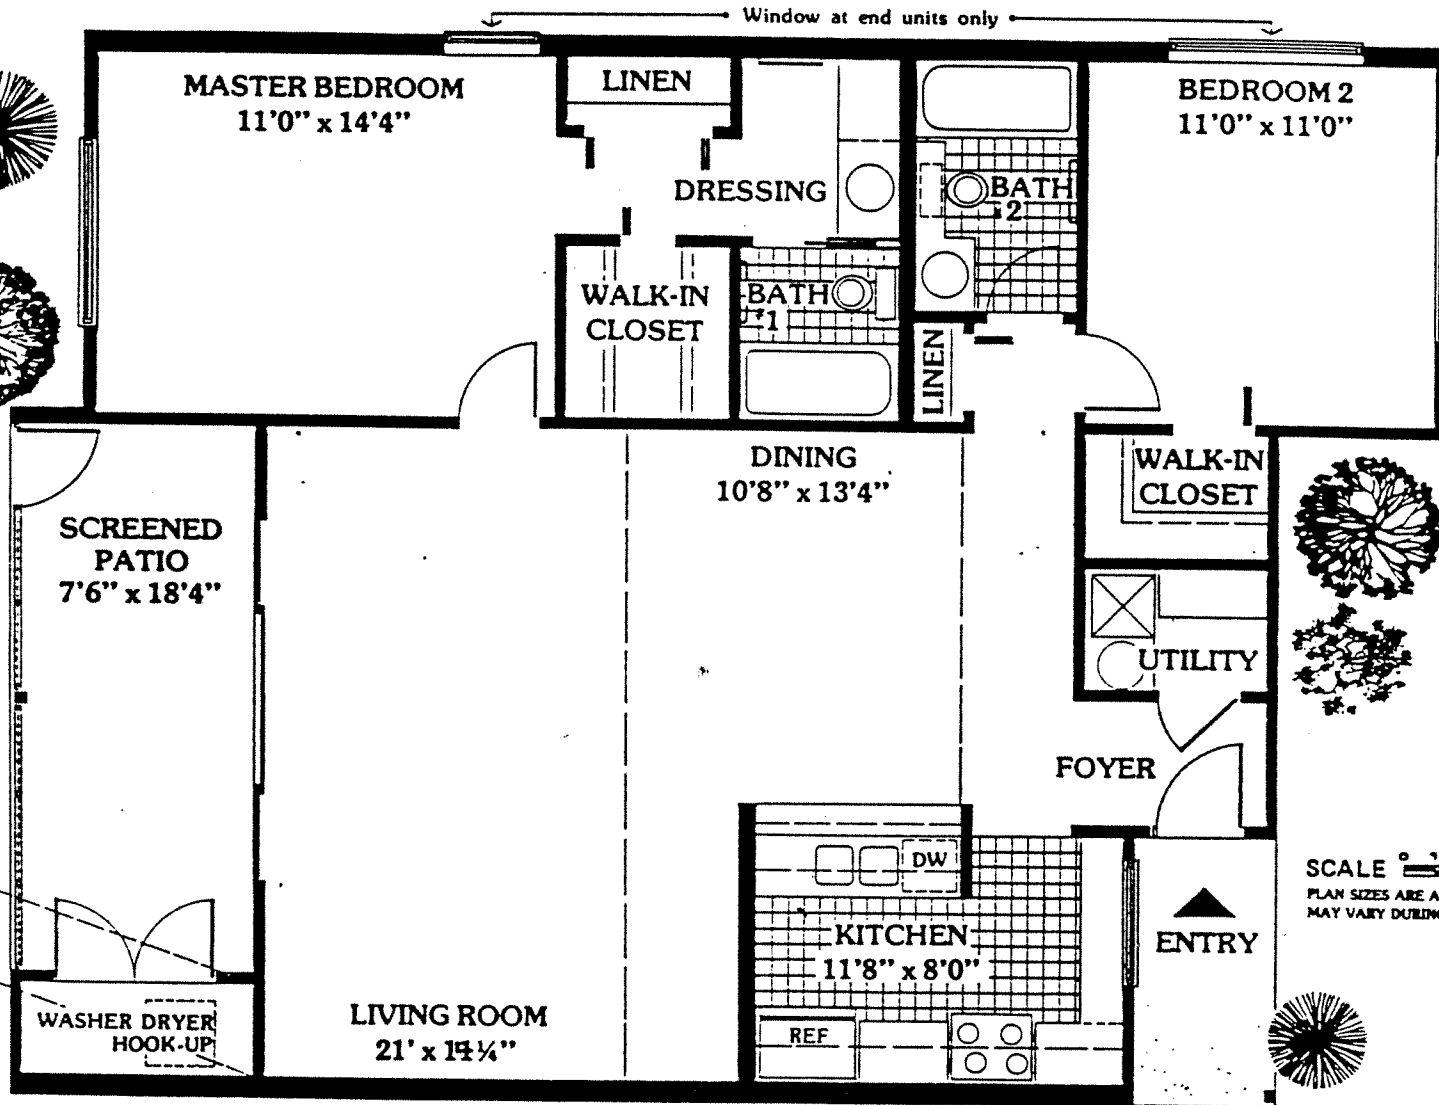 Window at end units only
MASTER BEDROOM
11'0" x 14'4"
LINEN
DRESSING
BATH
#1
WALK-IN
CLOSET
BATH
2
BEDROOM 2
11'0" x 11'0"
LINEN
DINING
10'8" x 13'4"
WALK-IN
CLOSET
SCREENED
PATIO
7'6" x 18'4"
UTILITY
FOYER
DW
KITCHEN
11'8" x 8'0"
REF
ENTRY
SCALE 0 1'
PLAN SIZES ARE A
MAY VARY DURING
LIVING ROOM
21' x
WASHER DRYER
HOOK-UP